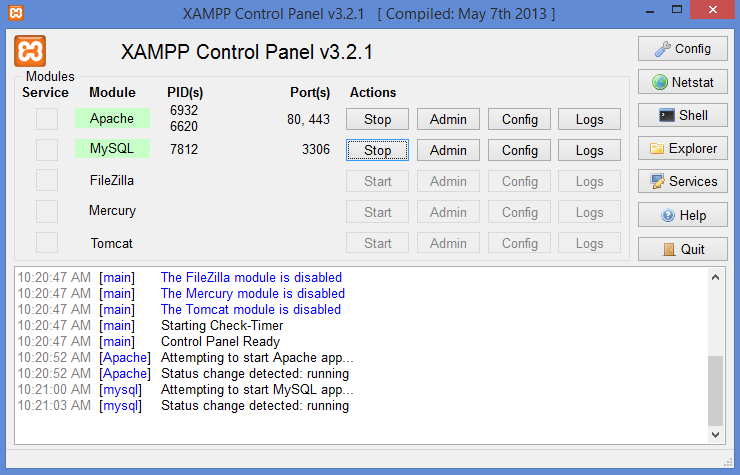 XAMPP Control Panel v3.2.1 [ Compiled: May 7th 2013 ]
XAMPP Control Panel v3.2.1
Config
Modules
Service Module PID(s) Port(s) Actions
Netstat
Apache 6932 6620 80, 443 Stop Admin Config Logs
Shell
MySQL 7812 3306 Stop Admin Config Logs
Explorer
FileZilla Start Admin Config Logs
Services
Mercury Start Admin Config Logs
Help
Tomcat Start Admin Config Logs
Quit
10:20:47 AM [main] The FileZilla module is disabled
10:20:47 AM [main] The Mercury module is disabled
10:20:47 AM [main] The Tomcat module is disabled
10:20:47 AM [main] Starting Check-Timer
10:20:47 AM [main] Control Panel Ready
10:20:52 AM [Apache] Attempting to start Apache app...
10:20:52 AM [Apache] Status change detected: running
10:21:00 AM [mysql] Attempting to start MySQL app...
10:21:03 AM [mysql] Status change detected: running